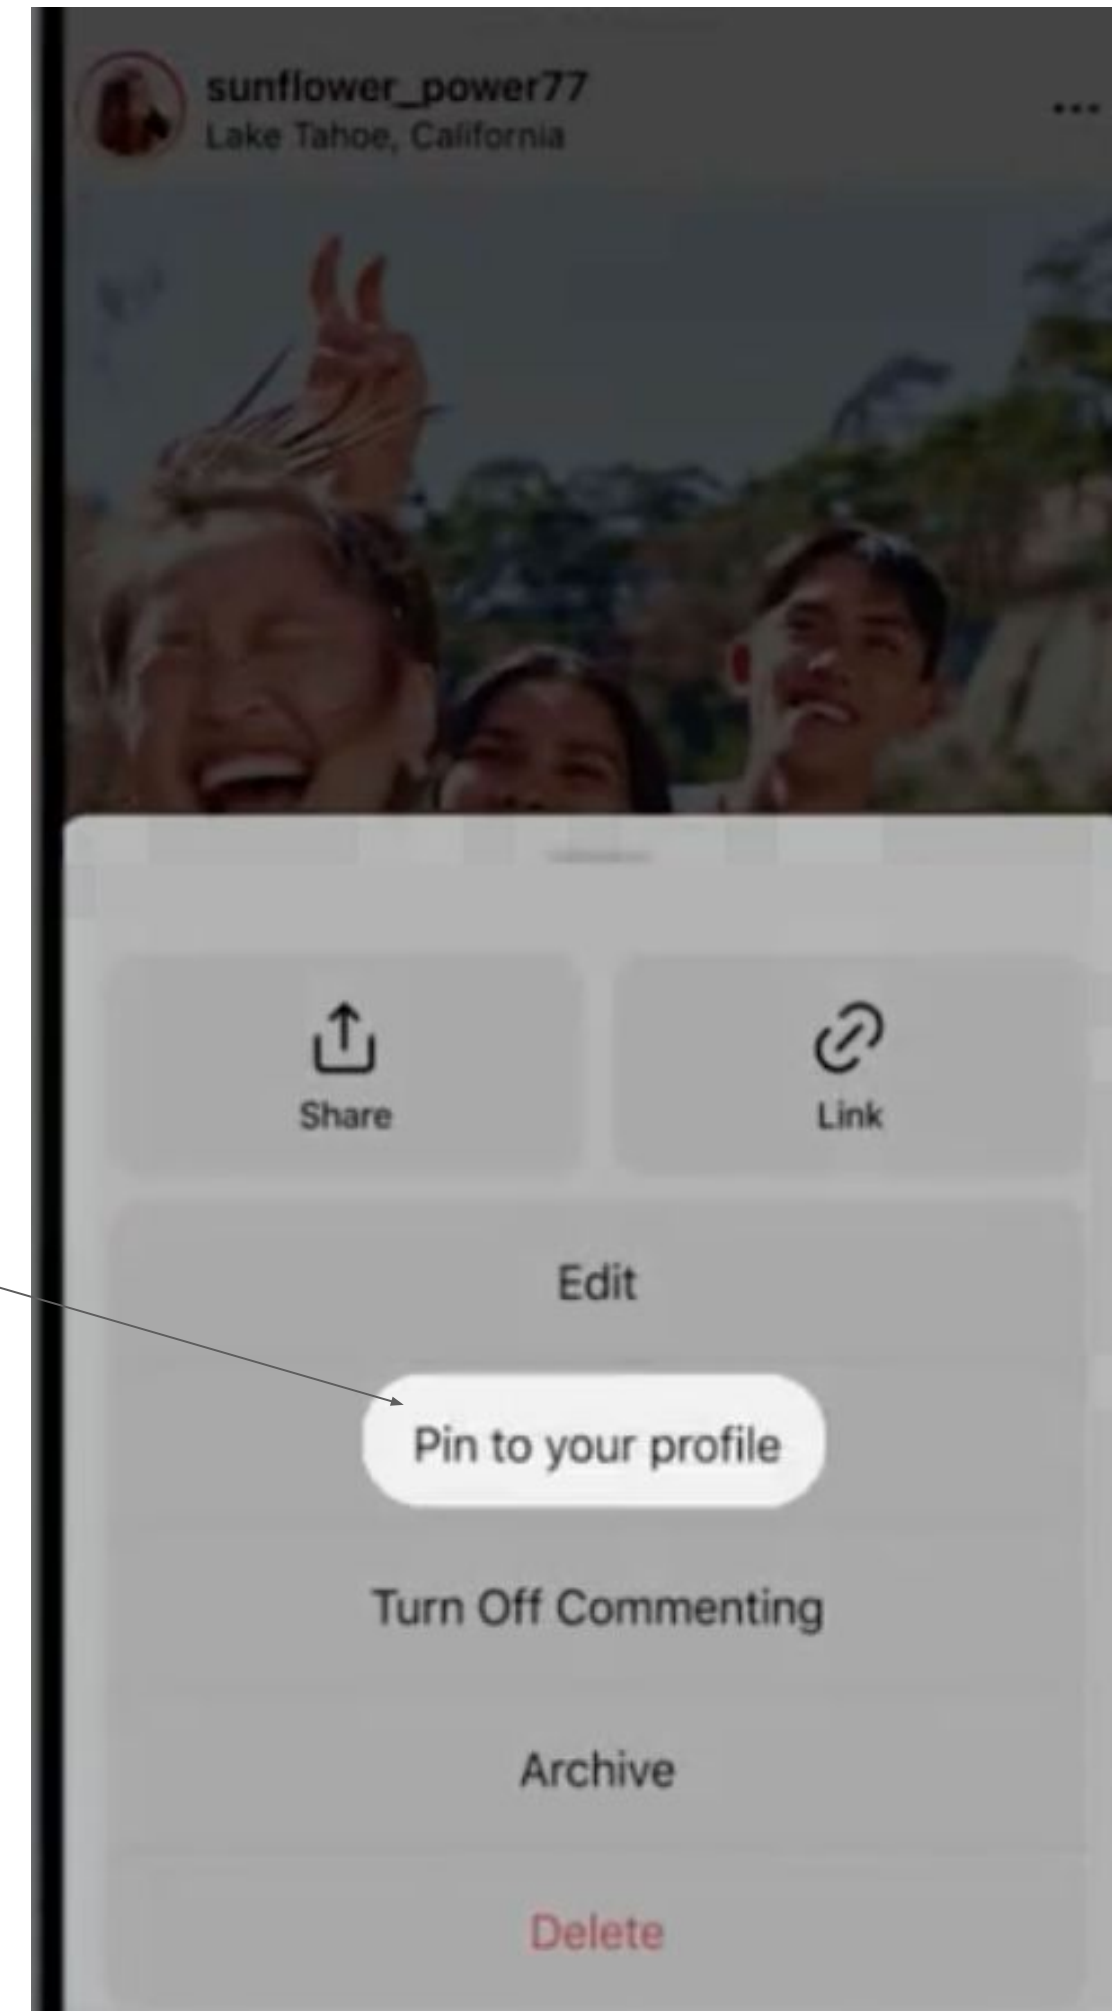 sunflower_power77
Lake Tahoe, California
Share
Link
Edit
Pin to your profile
Turn Off Commenting
Archive
Delete